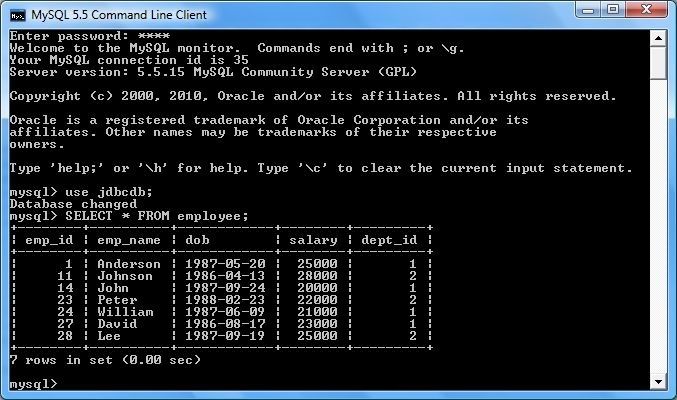 MySQL 5.5 Command Line Client
Enter password: ****
Welcome to the MySQL monitor.  Commands end with ; or \g.
Your MySQL connection id is 35
Server version: 5.5.15 MySQL Community Server (GPL)
Copyright (c) 2000, 2010, Oracle and/or its affiliates. All rights reserved.
Oracle is a registered trademark of Oracle Corporation and/or its
affiliates. Other names may be trademarks of their respective
owners.
Type 'help;' or '\h' for help. Type '\c' to clear the current input statement.
mysql> use jdbcdb;
Database changed
mysql> SELECT * FROM employee;
+--------+----------+------------+--------+---------+
| emp_id | emp_name | dob        | salary | dept_id |
+--------+----------+------------+--------+---------+
|      1 | Anderson | 1987-05-20 |  25000 |       1 |
|     11 | Johnson  | 1986-04-13 |  28000 |       2 |
|     14 | John     | 1987-09-24 |  20000 |       1 |
|     23 | Peter    | 1988-02-23 |  22000 |       2 |
|     24 | William  | 1987-06-09 |  21000 |       1 |
|     27 | David    | 1986-08-17 |  23000 |       1 |
|     28 | Lee      | 1987-09-19 |  25000 |       2 |
+--------+----------+------------+--------+---------+
7 rows in set (0.00 sec)
mysql>